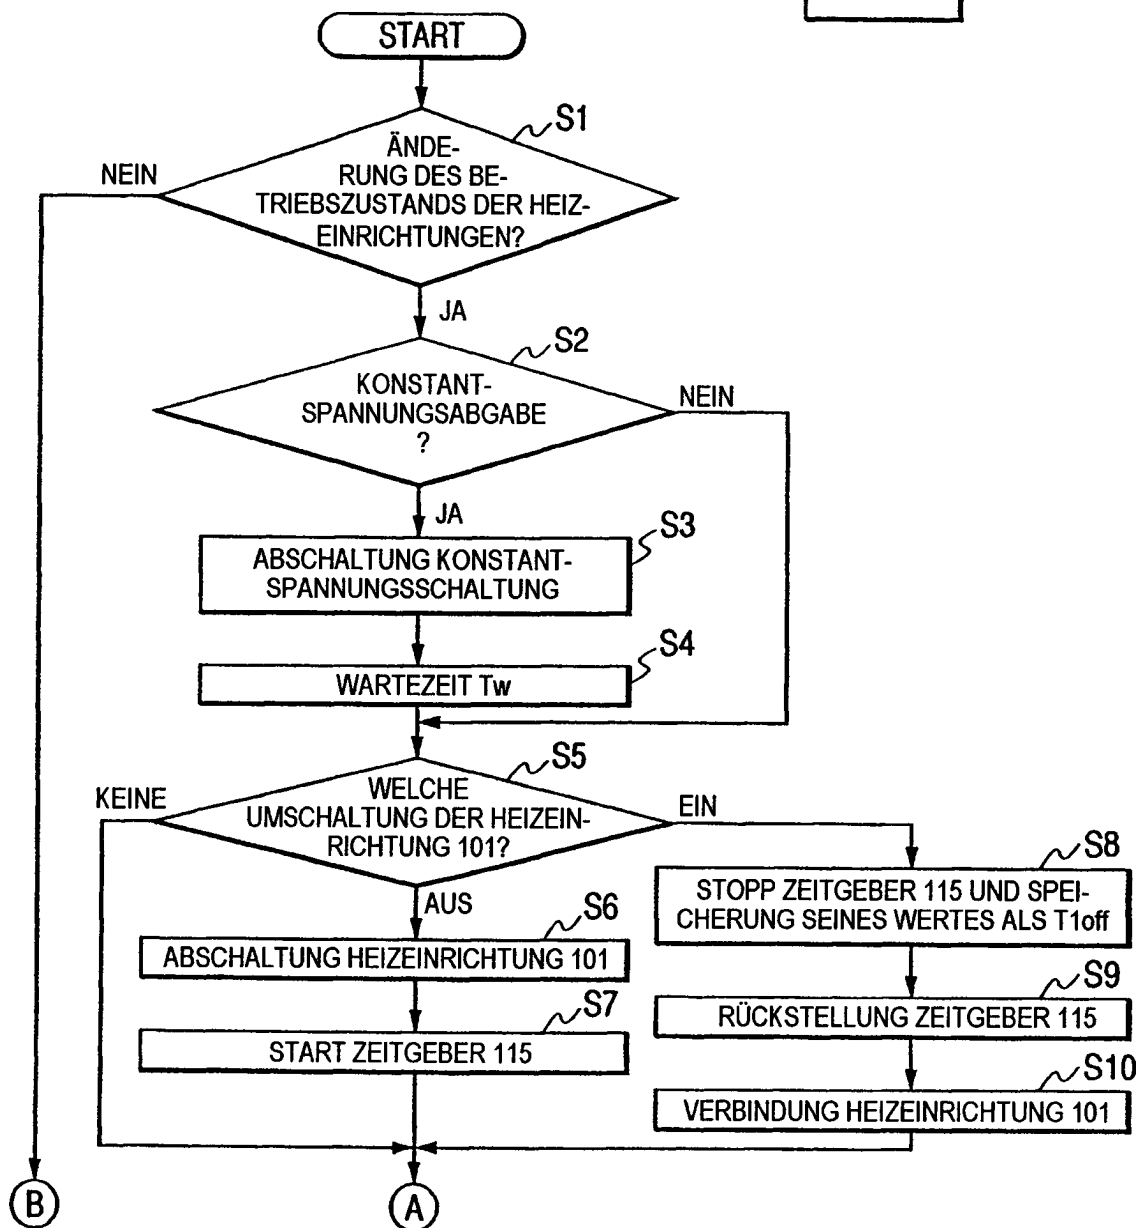 START
S1
ÄNDE-
RUNG DES BE-
TRIEBSZUSTANDS DER HEIZ-
EINRICHTUNGEN?
NEIN
JA
S2
KONSTANT-
SPANNUNGSABGABE
?
NEIN
JA
S3
ABSCHALTUNG KONSTANT-
SPANNUNGSSCHALTUNG
S4
WARTEZEIT Tw
S5
WELCHE
UMSCHALTUNG DER HEIZEIN-
RICHTUNG 101?
KEINE
EIN
AUS
S6
ABSCHALTUNG HEIZEINRICHTUNG 101
S7
START ZEITGEBER 115
S8
STOPP ZEITGEBER 115 UND SPEI-
CHERUNG SEINES WERTES ALS T1off
S9
RÜCKSTELLUNG ZEITGEBER 115
S10
VERBINDUNG HEIZEINRICHTUNG 101
B
A